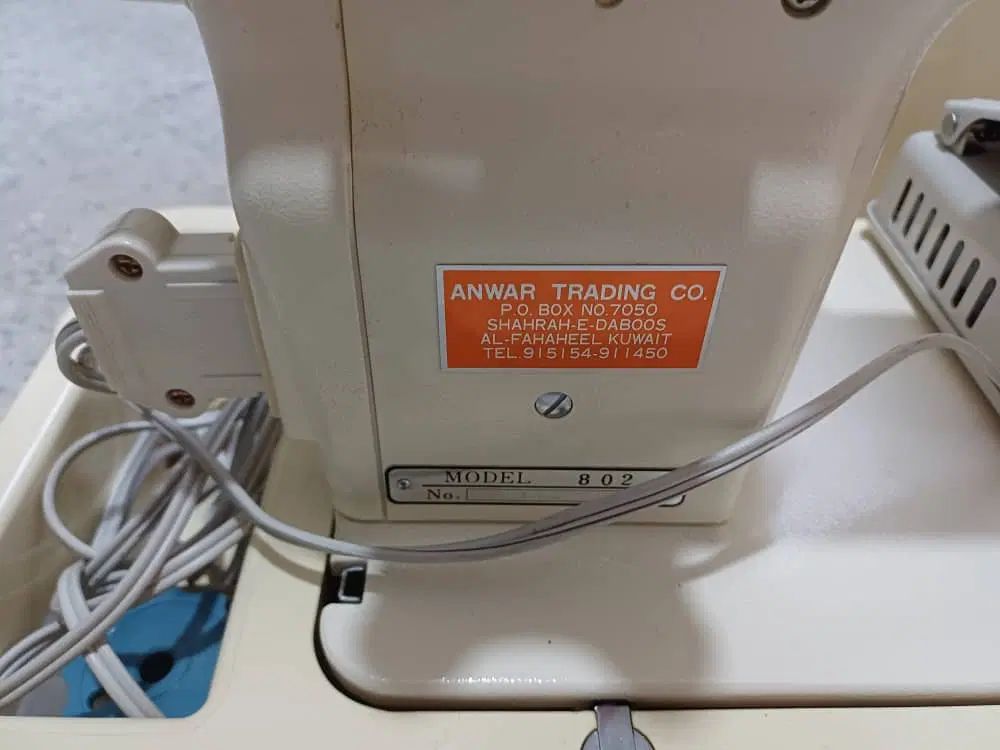 ANWAR TRADING CO.
P.O. BOX NO.7050
SHAHRAH-E-DABOOS
AL-FAHAHEEL KUWAIT
TEL.915154-911450
MODEL 802
No.